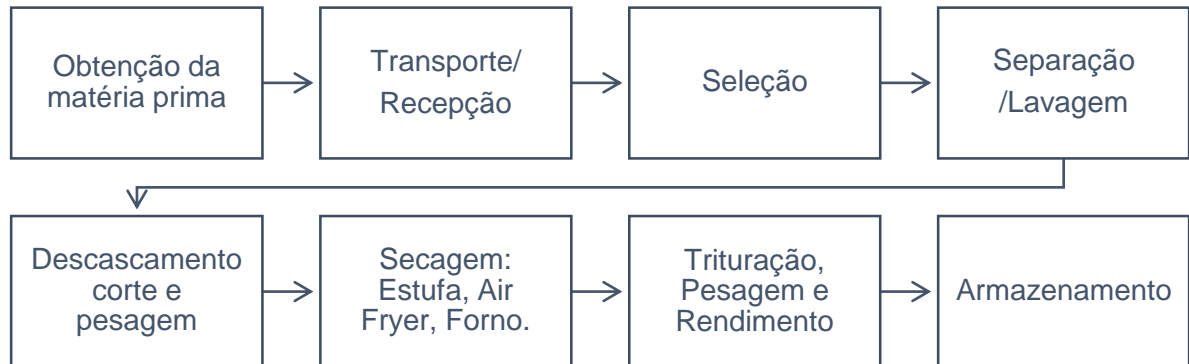 Obtenção da
matéria prima
Transporte/
Recepção
Seleção
Separação
/Lavagem
Descascamento
corte e
pesagem
Secagem:
Estufa, Air
Fryer, Forno.
Trituração,
Pesagem e
Rendimento
Armazenamento